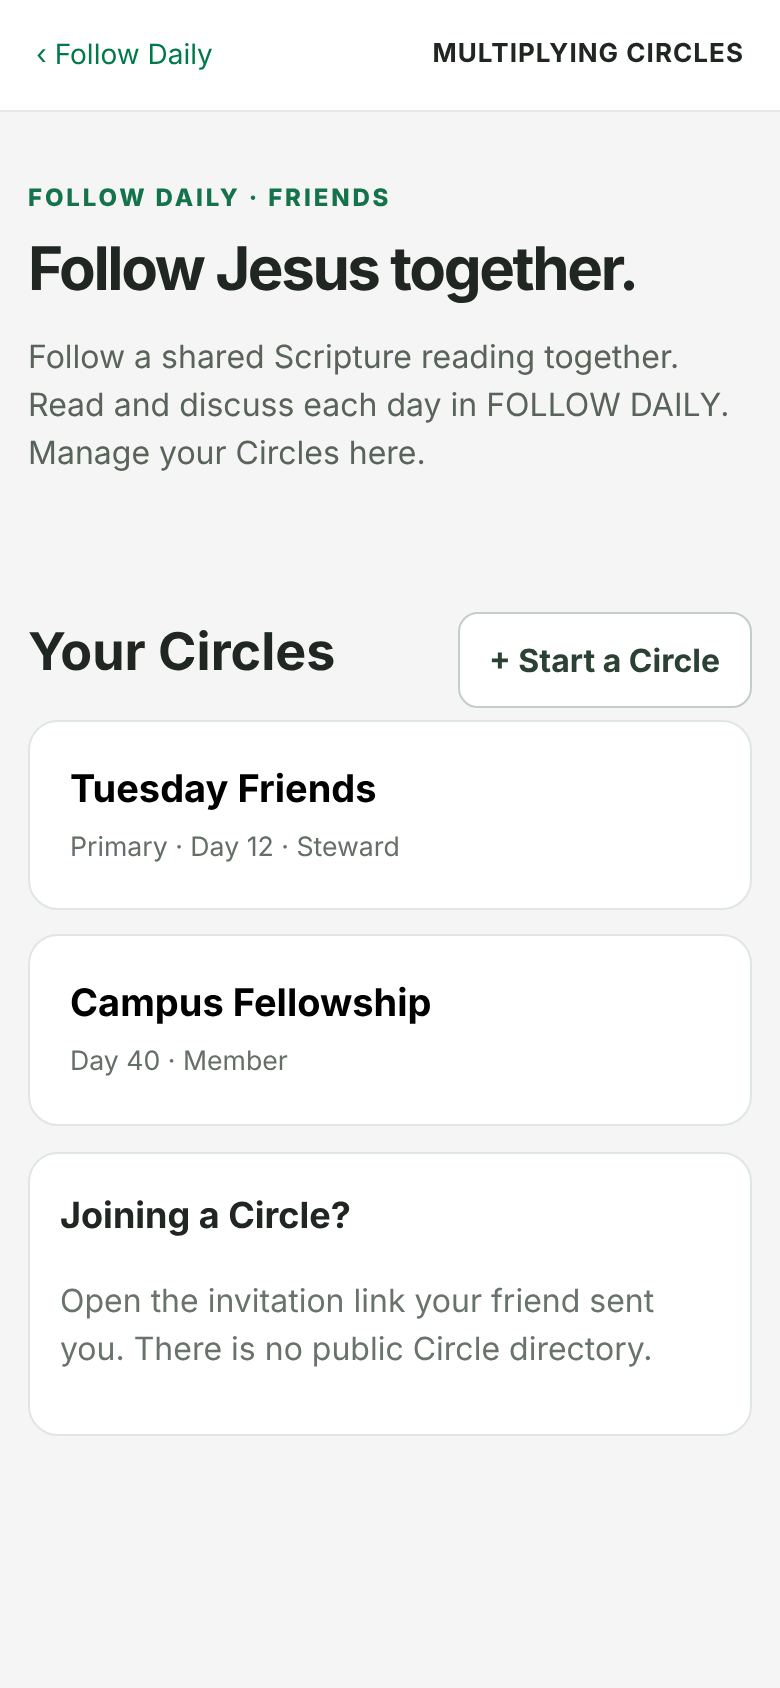 ‹ Follow Daily
MULTIPLYING CIRCLES
FOLLOW DAILY · FRIENDS
Follow Jesus together.
Follow a shared Scripture reading together.
Read and discuss each day in FOLLOW DAILY.
Manage your Circles here.
Your Circles
+ Start a Circle
Tuesday Friends
Primary · Day 12 · Steward
Campus Fellowship
Day 40 · Member
Joining a Circle?
Open the invitation link your friend sent
you. There is no public Circle directory.